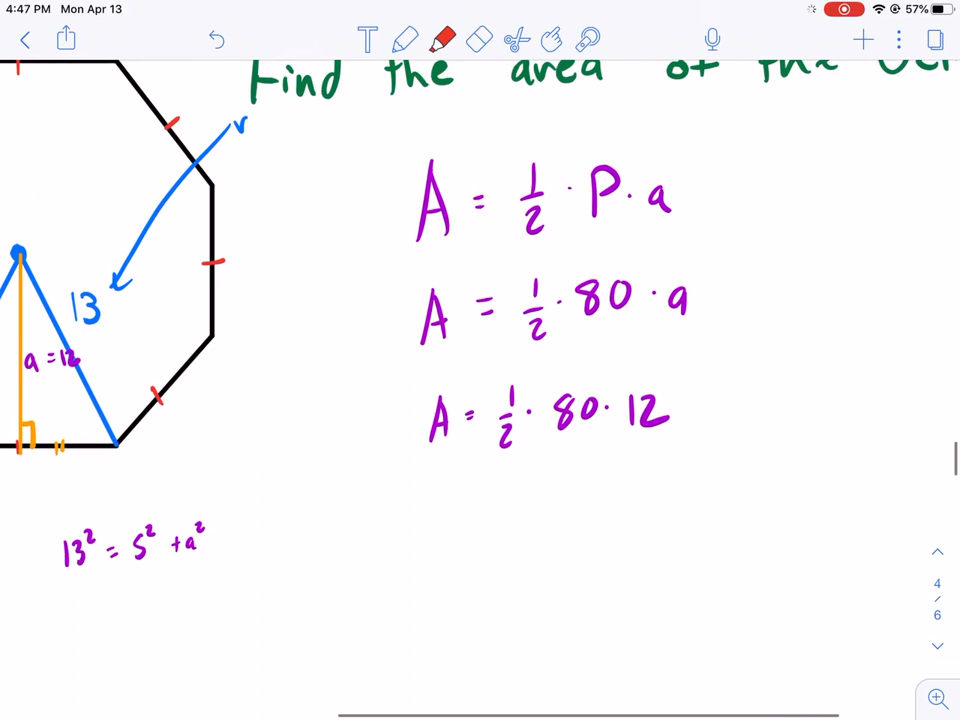 4:47 PM Mon Apr 13
57%
T
Find the area of the
r
A = 1/2 · P · a
13
A = 1/2 · 80 · a
a = 12
A = 1/2 · 80 · 12
13² = 5² + a²
4
/
6